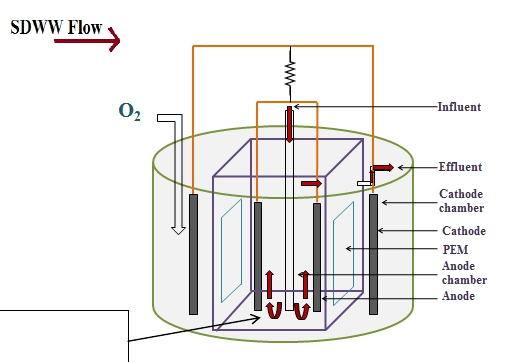 SDWW Flow
O2
Influent
Effluent
Cathode
chamber
Cathode
PEM
Anode
chamber
Anode